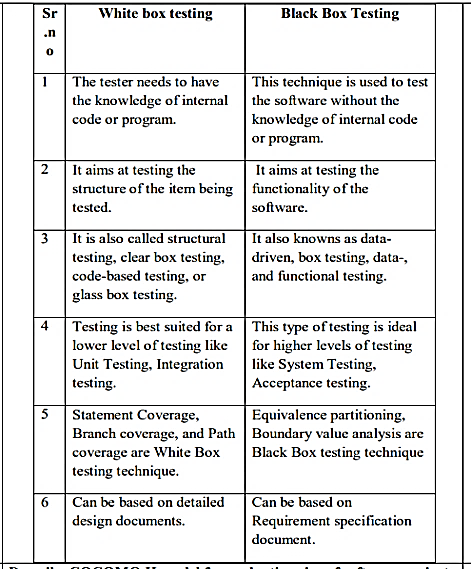 Sr
.n
o
White box testing
Black Box Testing
1
The tester needs to have
the knowledge of internal
code or program.
This technique is used to test
the software without the
knowledge of internal code
or program.
2
It aims at testing the
structure of the item being
tested.
It aims at testing the
functionality of the
software.
3
It is also called structural
testing, clear box testing,
code-based testing, or
glass box testing.
It also knowns as data-
driven, box testing, data-,
and functional testing.
4
Testing is best suited for a
lower level of testing like
Unit Testing, Integration
testing.
This type of testing is ideal
for higher levels of testing
like System Testing,
Acceptance testing.
5
Statement Coverage,
Branch coverage, and Path
coverage are White Box
testing technique.
Equivalence partitioning,
Boundary value analysis are
Black Box testing technique
6
Can be based on detailed
design documents.
Can be based on
Requirement specification
document.